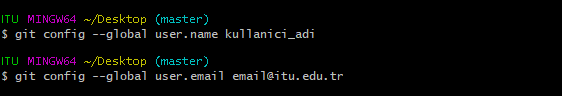 ITU MINGW64 ~/Desktop (master)
$ git config --global user.name kullanici_adi
ITU MINGW64 ~/Desktop (master)
$ git config --global user.email email@itu.edu.tr